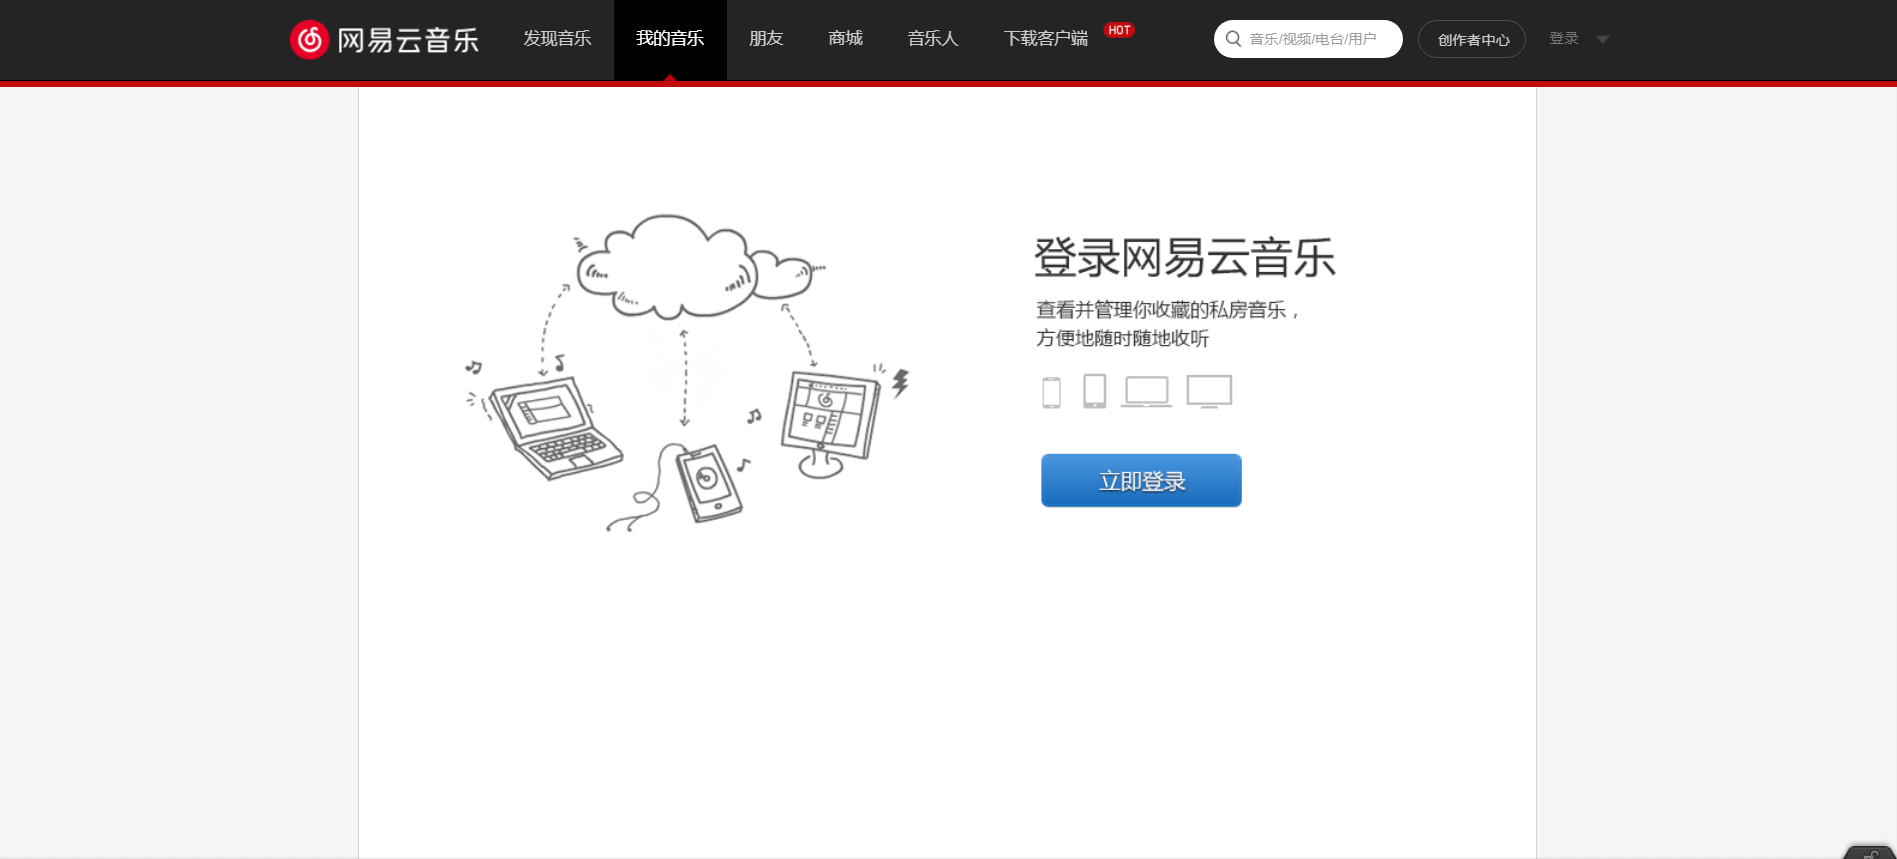 网易云音乐
发现音乐
我的音乐
朋友
商城
音乐人
下载客户端
HOT
音乐/视频/电台/用户
创作者中心
登录
登录网易云音乐
查看并管理你收藏的私房音乐，
方便地随时随地收听
立即登录